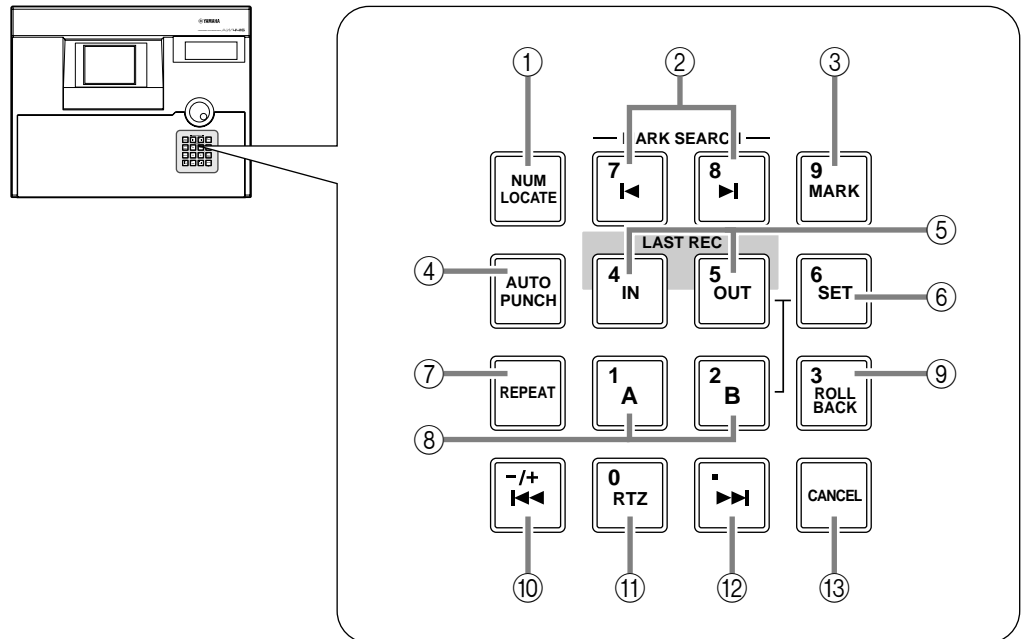 YAMAHA
① ② ③
MARK SEARCH
NUM
LOCATE
7
8
9
MARK
⑤
LAST REC
④
AUTO
PUNCH
4
IN
5
OUT
6
SET
⑥
⑦
REPEAT
1
A
2
B
3
ROLL
BACK
⑨
⑧
-/+
0
RTZ
.
CANCEL
⑩ ⑪ ⑫ ⑬